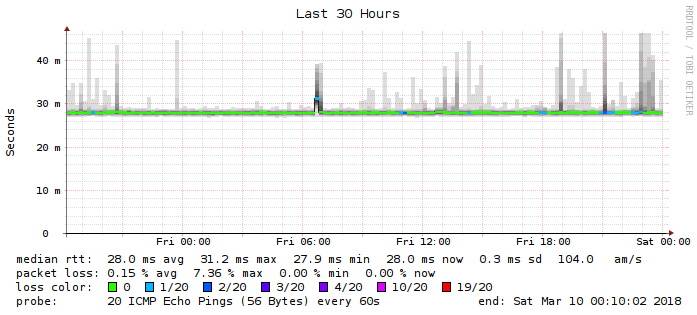 Last 30 Hours
RRDTOOL / TOBI OETIKER
Seconds
40 m
30 m
20 m
10 m
0
Fri 00:00 Fri 06:00 Fri 12:00 Fri 18:00 Sat 00:00
median rtt: 28.0 ms avg 31.2 ms max 27.9 ms min 28.0 ms now 0.3 ms sd 104.0 am/s
packet loss: 0.15 % avg 7.36 % max 0.00 % min 0.00 % now
loss color: 0 1/20 2/20 3/20 4/20 10/20 19/20
probe: 20 ICMP Echo Pings (56 Bytes) every 60s end: Sat Mar 10 00:10:02 2018